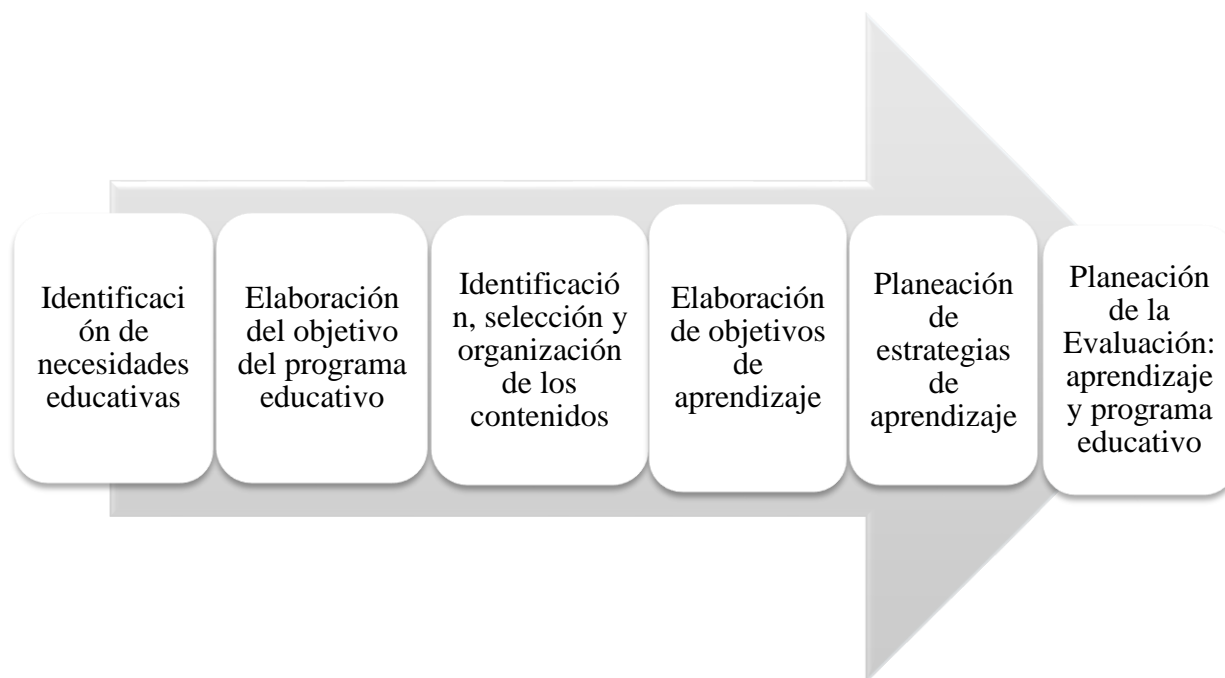 Identificaci
ón de
necesidades
educativas
Elaboración
del objetivo
del programa
educativo
Identificació
n, selección y
organización
de los
contenidos
Elaboración
de objetivos
de
aprendizaje
Planeación
de
estrategias
de
aprendizaje
Planeación
de la
Evaluación:
aprendizaje
y programa
educativo